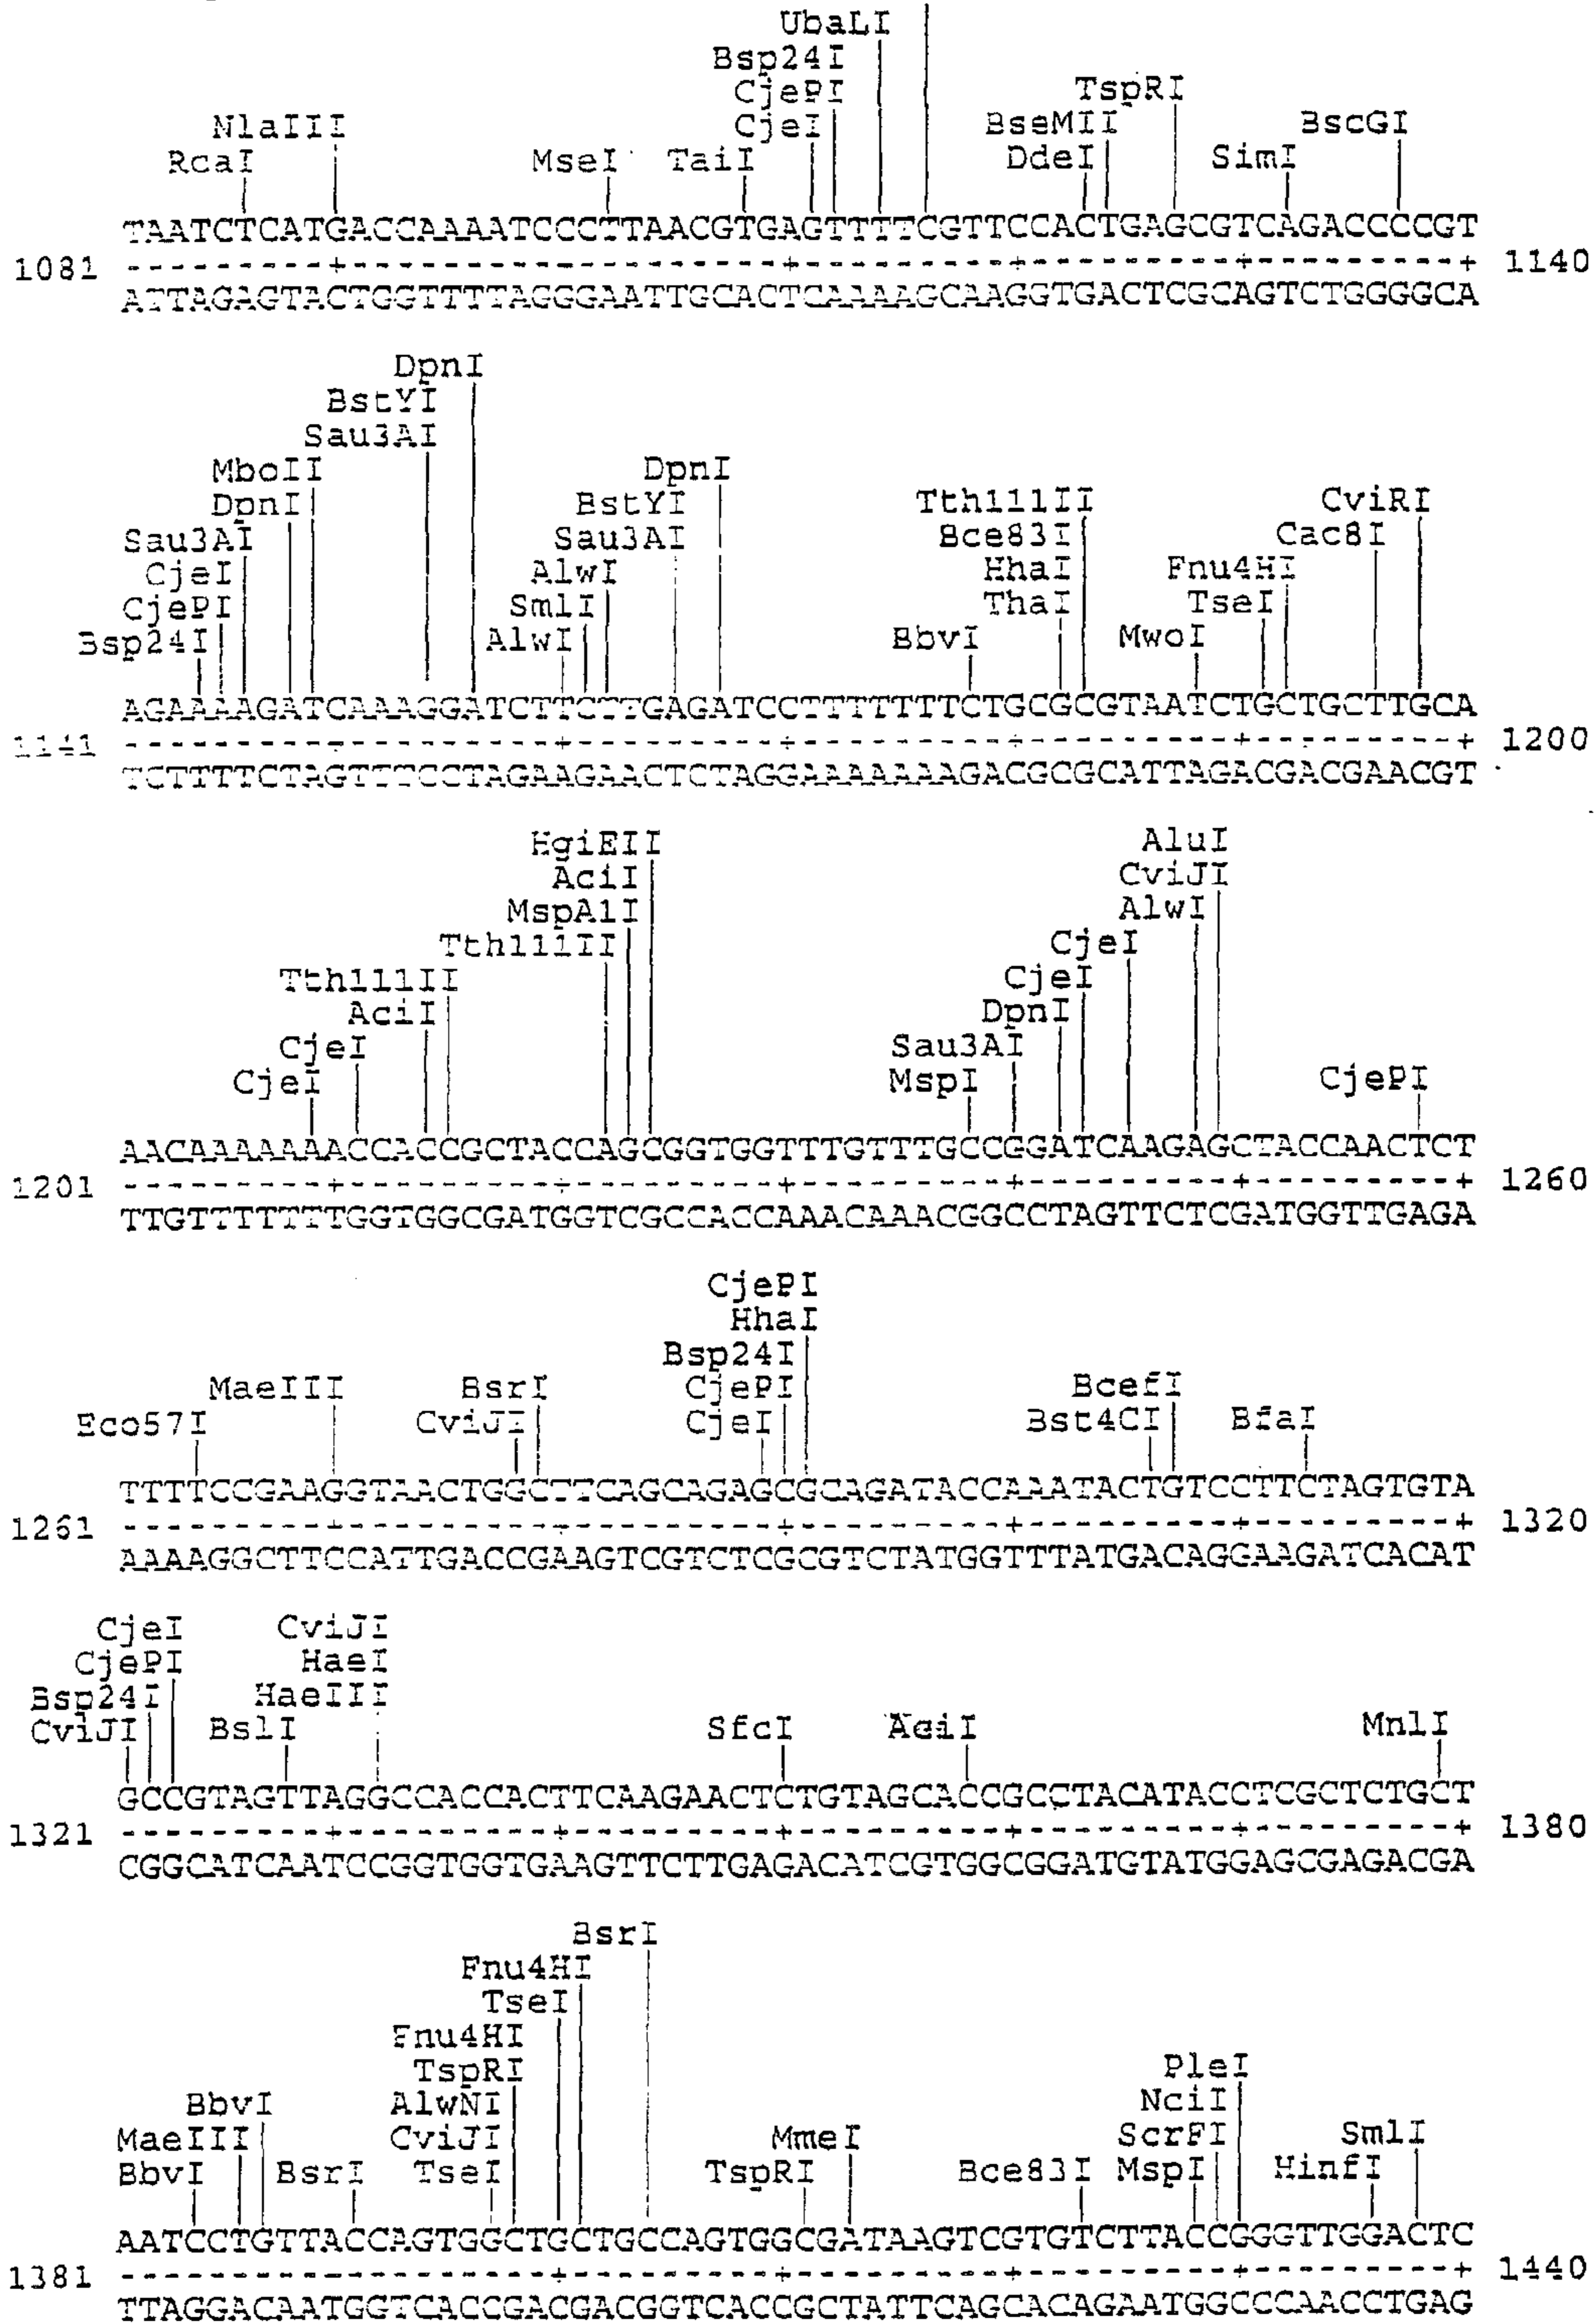 UbaLI
Bsp24I
CjePI TspRI
NlaIII CjeI BseMII BscGI
RcaI MseI TaiI DdeI SimI
TAATCTCATGACCAAAATCCCTTAACGTGAGTTTTCGTTCCACTGAGCGTCAGACCCCGT
1081 ---------+---------+---------+---------+---------+---------+ 1140
ATTAGAGTACTGGTTTTAGGGAATTGCACTCAAAAGCAAGGTGACTCGCAGTCTGGGGCA
DpnI
BstYI
Sau3AI
MboII DpnI
DpnI BstYI Tth111II CviRI
Sau3AI Sau3AI Bce83I Cac8I
CjeI AlwI HhaI Fnu4HI
CjePI SmlI ThaI TseI
Bsp24I AlwI BbvI MwoI
AGAAAAGATCAAAGGATCTTCTTGAGATCCTTTTTTTCTGCGCGTAATCTGCTGCTTGCA
1141 ---------+---------+---------+---------+---------+---------+ 1200
TCTTTTCTAGTTTCCTAGAAGAACTCTAGGAAAAAAAGACGCGCATTAGACGACGAACGT
HgiEII AluI
AciI CviJI
MspA1I AlwI
Tth111II CjeI
Tth111II CjeI
AciI DpnI
CjeI Sau3AI
CjeI MspI CjePI
AACAAAAAAACCACCGCTACCAGCGGTGGTTTGTTTGCCGGATCAAGAGCTACCAACTCT
1201 ---------+---------+---------+---------+---------+---------+ 1260
TTGTTTTTTTGGTGGCGATGGTCGCCACCAAACAAACGGCCTAGTTCTCGATGGTTGAGA
CjePI
HhaI
Bsp24I
MaeIII BsrI CjePI BcefI
Eco57I CviJI CjeI Bst4CI BfaI
TTTTCCGAAGGTAACTGGCTTCAGCAGAGCGCAGATACCAAATACTGTCCTTCTAGTGTA
1261 ---------+---------+---------+---------+---------+---------+ 1320
AAAAGGCTTCCATTGACCGAAGTCGTCTCGCGTCTATGGTTTATGACAGGAAGATCACAT
CjeI CviJI
CjePI HaeI
Bsp24I HaeIII
CviJI BslI SfcI AciI MnlI
GCCGTAGTTAGGCCACCACTTCAAGAACTCTGTAGCACCGCCTACATACCTCGCTCTGCT
1321 ---------+---------+---------+---------+---------+---------+ 1380
CGGCATCAATCCGGTGGTGAAGTTCTTGAGACATCGTGGCGGATGTATGGAGCGAGACGA
BsrI
Fnu4HI
TseI
Fnu4HI
TspRI PleI
BbvI AlwNI NciI
MaeIII CviJI MmeI ScrFI SmlI
BbvI BsrI TseI TspRI Bce83I MspI HinfI
AATCCTGTTACCAGTGGCTGCTGCCAGTGGCGATAAGTCGTGTCTTACCGGGTTGGACTC
1381 ---------+---------+---------+---------+---------+---------+ 1440
TTAGGACAATGGTCACCGACGACGGTCACCGCTATTCAGCACAGAATGGCCCAACCTGAG